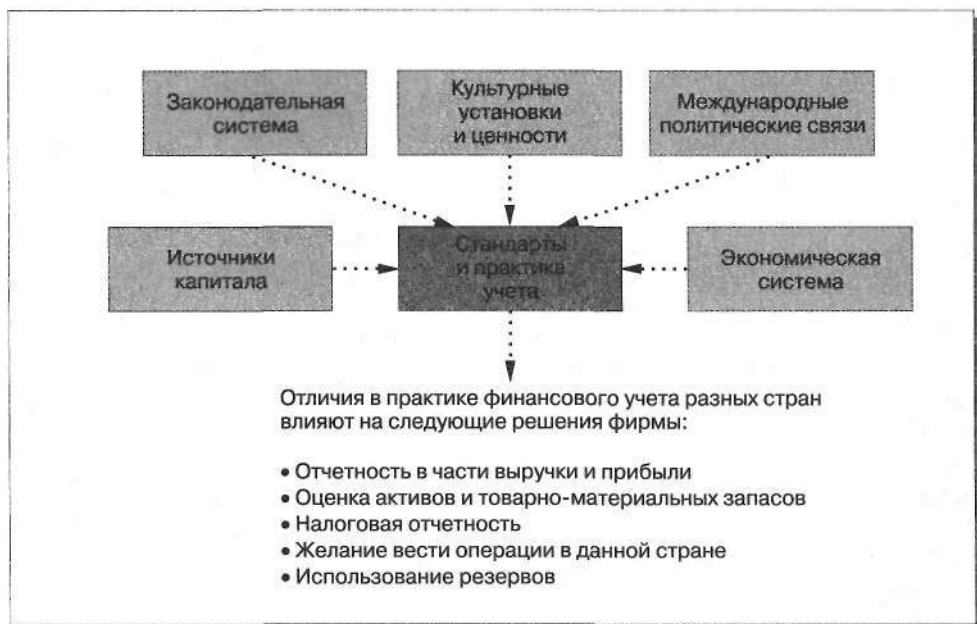 Законодательная
система
Культурные
установки
и ценности
Международные
политические связи
Источники
капитала
Стандарты
и практике
учета
Экономическая
система
Отличия в практике финансового учета разных стран
влияют на следующие решения фирмы:
• Отчетность в части выручки и прибыли
• Оценка активов и товарно-материальных запасов
• Налоговая отчетность
• Желание вести операции в данной стране
• Использование резервов